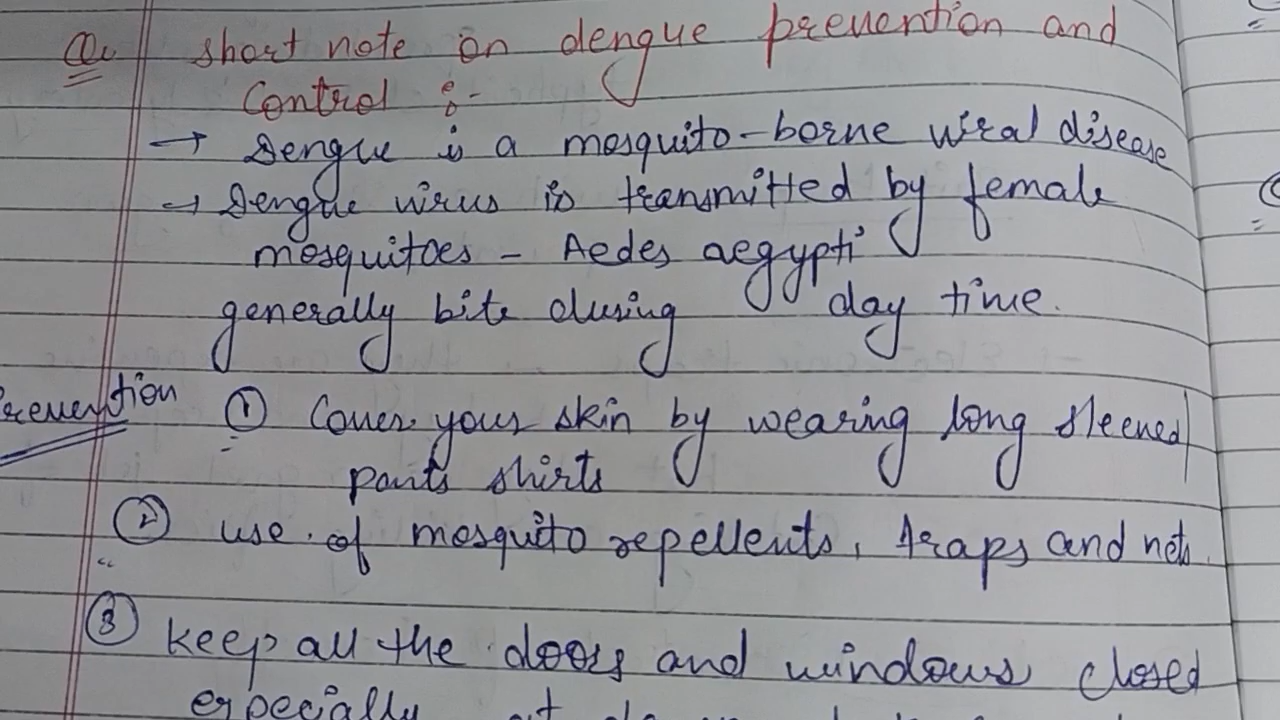 Q. short note on dengue prevention and
Control :-
→ Dengue is a mosquito-borne viral disease
→ Dengue virus is transmitted by female
mosquitoes - Aedes aegypti
generally bite during day time.
Prevention ① Cover your skin by wearing long sleeved
pants shirts
② use of mosquito repellents, traps and nets
③ keep all the doors and windows closed
especially at